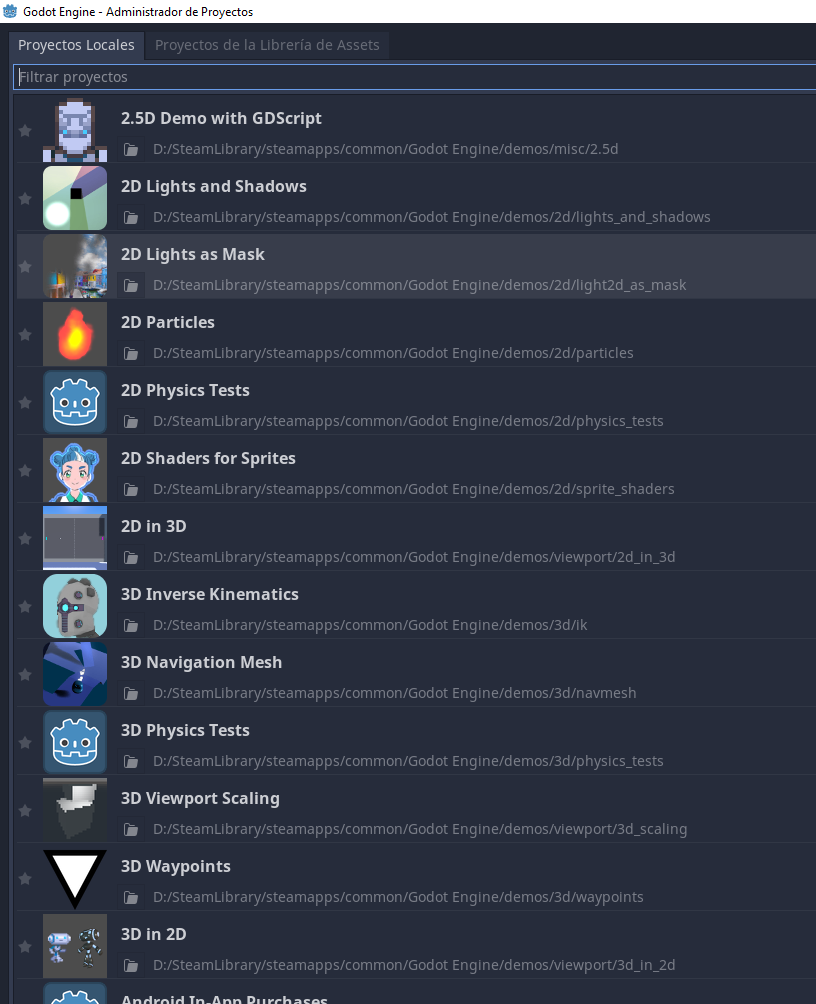 Godot Engine - Administrador de Proyectos
Proyectos Locales Proyectos de la Librería de Assets
Filtrar proyectos
2.5D Demo with GDScript
D:/SteamLibrary/steamapps/common/Godot Engine/demos/misc/2.5d
2D Lights and Shadows
D:/SteamLibrary/steamapps/common/Godot Engine/demos/2d/lights_and_shadows
2D Lights as Mask
D:/SteamLibrary/steamapps/common/Godot Engine/demos/2d/light2d_as_mask
2D Particles
D:/SteamLibrary/steamapps/common/Godot Engine/demos/2d/particles
2D Physics Tests
D:/SteamLibrary/steamapps/common/Godot Engine/demos/2d/physics_tests
2D Shaders for Sprites
D:/SteamLibrary/steamapps/common/Godot Engine/demos/2d/sprite_shaders
2D in 3D
D:/SteamLibrary/steamapps/common/Godot Engine/demos/viewport/2d_in_3d
3D Inverse Kinematics
D:/SteamLibrary/steamapps/common/Godot Engine/demos/3d/ik
3D Navigation Mesh
D:/SteamLibrary/steamapps/common/Godot Engine/demos/3d/navmesh
3D Physics Tests
D:/SteamLibrary/steamapps/common/Godot Engine/demos/3d/physics_tests
3D Viewport Scaling
D:/SteamLibrary/steamapps/common/Godot Engine/demos/viewport/3d_scaling
3D Waypoints
D:/SteamLibrary/steamapps/common/Godot Engine/demos/3d/waypoints
3D in 2D
D:/SteamLibrary/steamapps/common/Godot Engine/demos/viewport/3d_in_2d
Android In-App Purchases